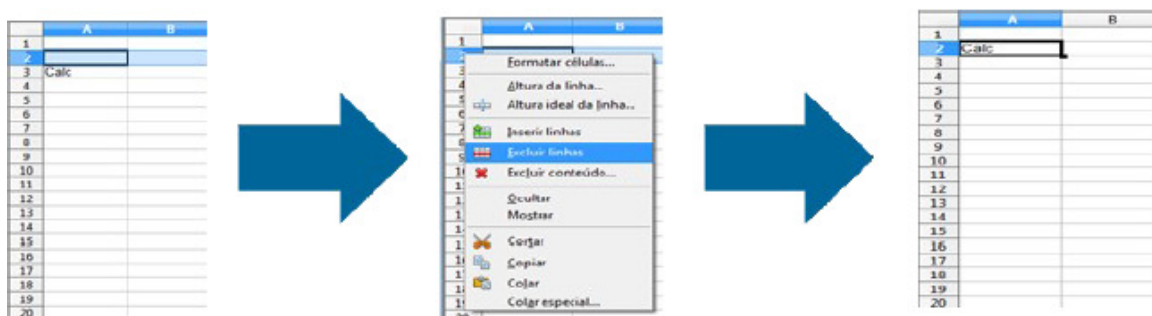 A B
1
2
3 Calc
4
5
6
7
8
9
10
11
12
13
14
15
16
17
18
19
20
A B
1
Formatar células...
Altura da linha...
Altura ideal da linha...
Inserir linhas
Excluir linhas
Excluir conteúdo...
Ocultar
Mostrar
Cortar
Copiar
Colar
Colar especial...
A B
1
2 Calc
3
4
5
6
7
8
9
10
11
12
13
14
15
16
17
18
19
20